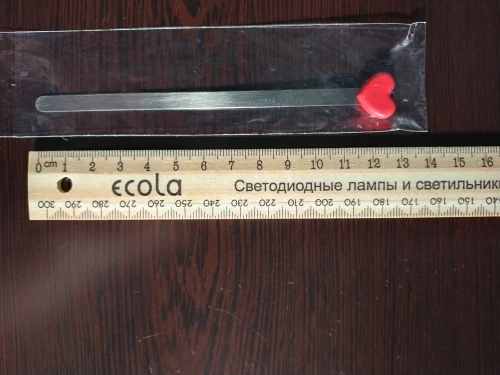 0 cm 1 2 3 4 5 6 7 8 9 10 11 12 13 14 15 16
ecola Светодиодные лампы и светильник
300 290 280 270 260 250 240 230 220 210 200 190 180 170 160 150 140